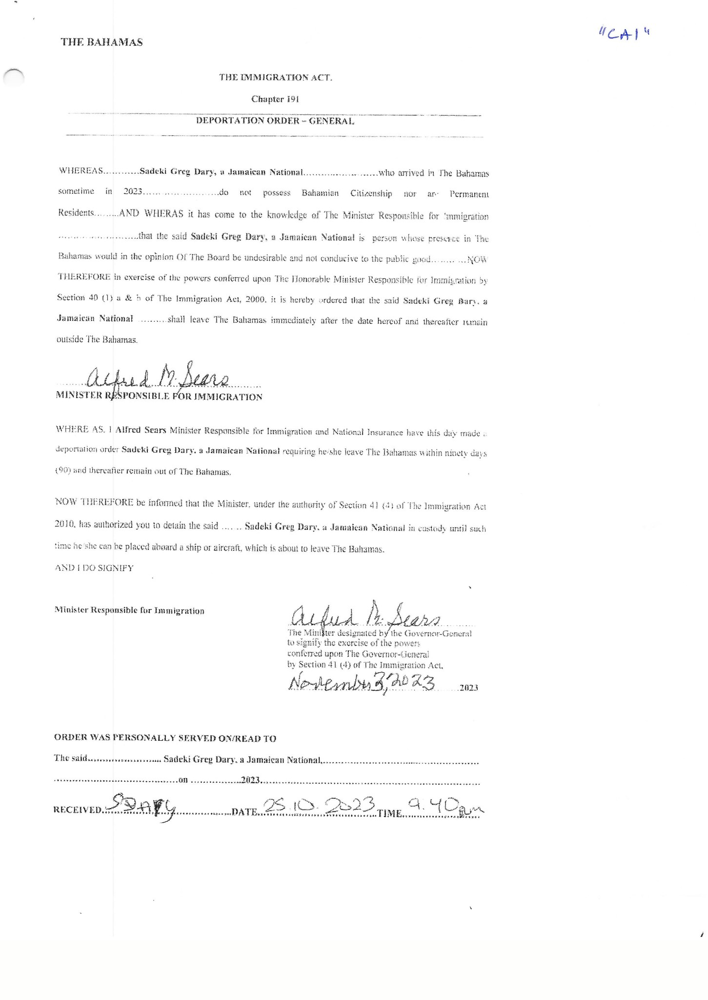 "CA1"
THE BAHAMAS
THE IMMIGRATION ACT.
Chapter 191
DEPORTATION ORDER – GENERAL
WHEREAS............Sadeki Greg Dary, a Jamaican National..........................who arrived in The Bahamas
sometime in 2023..........................do not possess Bahamian Citizenship nor are Permanent
Residents.........AND WHERAS it has come to the knowledge of The Minister Responsible for Immigration
............................that the said Sadeki Greg Dary, a Jamaican National is person whose presence in The
Bahamas would in the opinion Of The Board be undesirable and not conducive to the public good........ ...NOW
THEREFORE in exercise of the powers conferred upon The Honorable Minister Responsible for Immigration by
Section 40 (1) a & b of The Immigration Act, 2000, it is hereby ordered that the said Sadeki Greg Dary, a
Jamaican National ..........shall leave The Bahamas immediately after the date hereof and thereafter remain
outside The Bahamas.
Alfred M. Sears
MINISTER RESPONSIBLE FOR IMMIGRATION
WHERE AS, I Alfred Sears Minister Responsible for Immigration and National Insurance have this day made a
deportation order Sadeki Greg Dary, a Jamaican National requiring he/she leave The Bahamas within ninety days
(90) and thereafter remain out of The Bahamas.
NOW THEREFORE be informed that the Minister, under the authority of Section 41 (4) of The Immigration Act
2010, has authorized you to detain the said ...... Sadeki Greg Dary, a Jamaican National in custody until such
time he/she can be placed aboard a ship or aircraft, which is about to leave The Bahamas.
AND I DO SIGNIFY
Minister Responsible for Immigration
Alfred M. Sears
The Minister designated by the Governor-General
to signify the exercise of the powers
conferred upon The Governor-General
by Section 41 (4) of The Immigration Act.
November 3, 2023 ........2023
ORDER WAS PERSONALLY SERVED ON/READ TO
The said......................... Sadeki Greg Dary, a Jamaican National,.....................................................
..........................................on .................2023..........................................................................
RECEIVED..SDARY....................DATE..25.10.2023.....TIME..9.40am